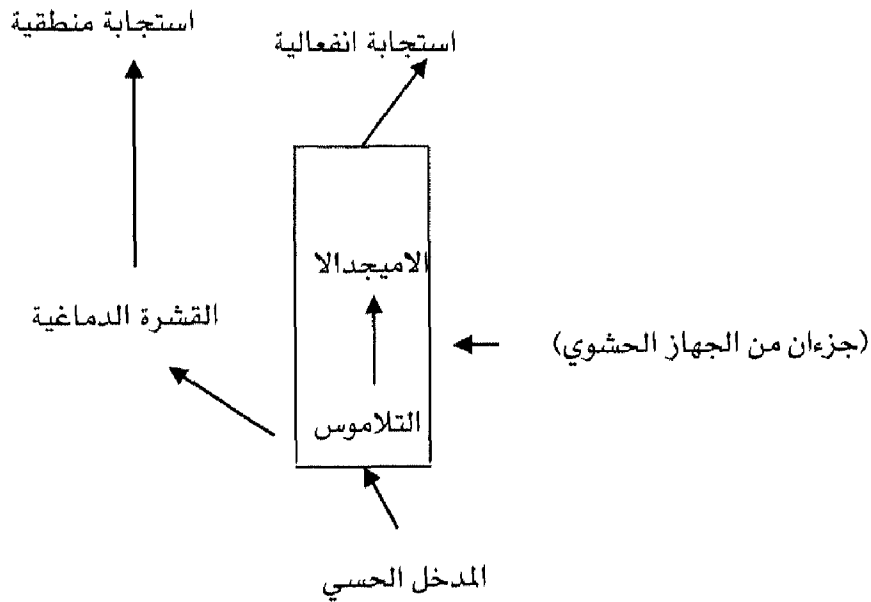 استجابة منطقية
استجابة انفعالية
الاميجدالا
القشرة الدماغية
(جزءان من الجهاز الحشوي)
التلاموس
المدخل الحسي